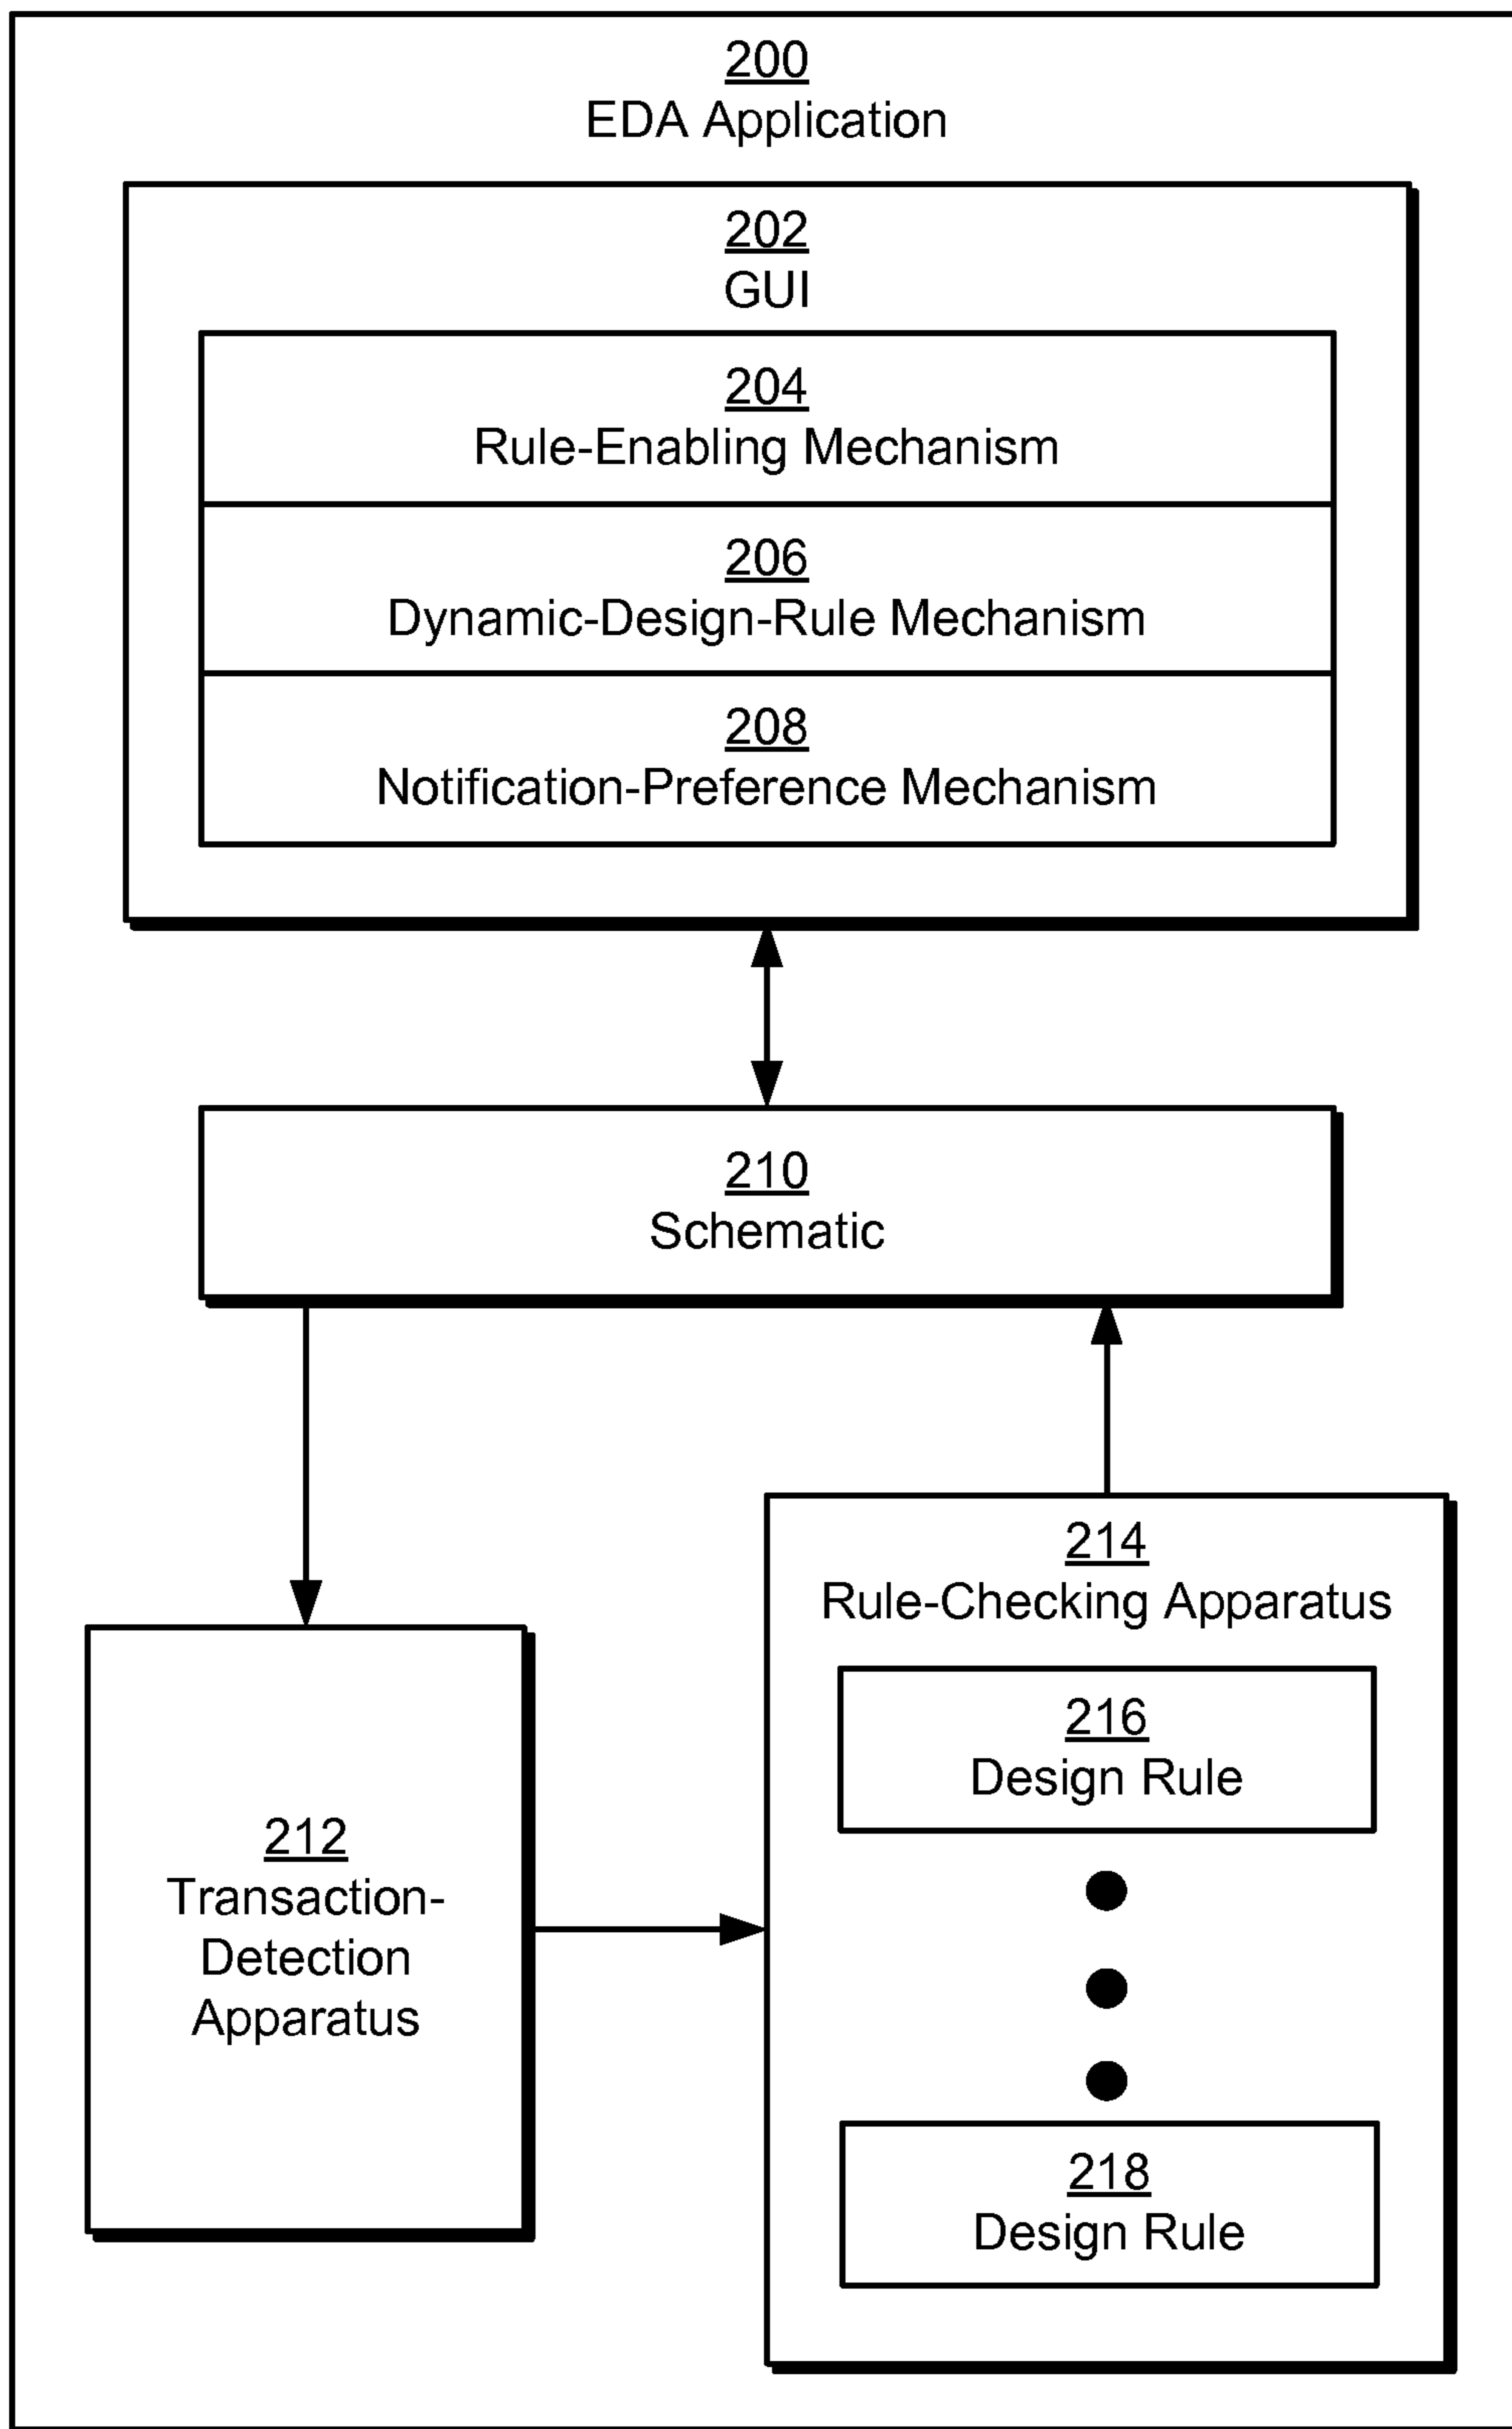 200
EDA Application
202
GUI
204
Rule-Enabling Mechanism
206
Dynamic-Design-Rule Mechanism
208
Notification-Preference Mechanism
210
Schematic
212
Transaction-
Detection
Apparatus
214
Rule-Checking Apparatus
216
Design Rule
218
Design Rule